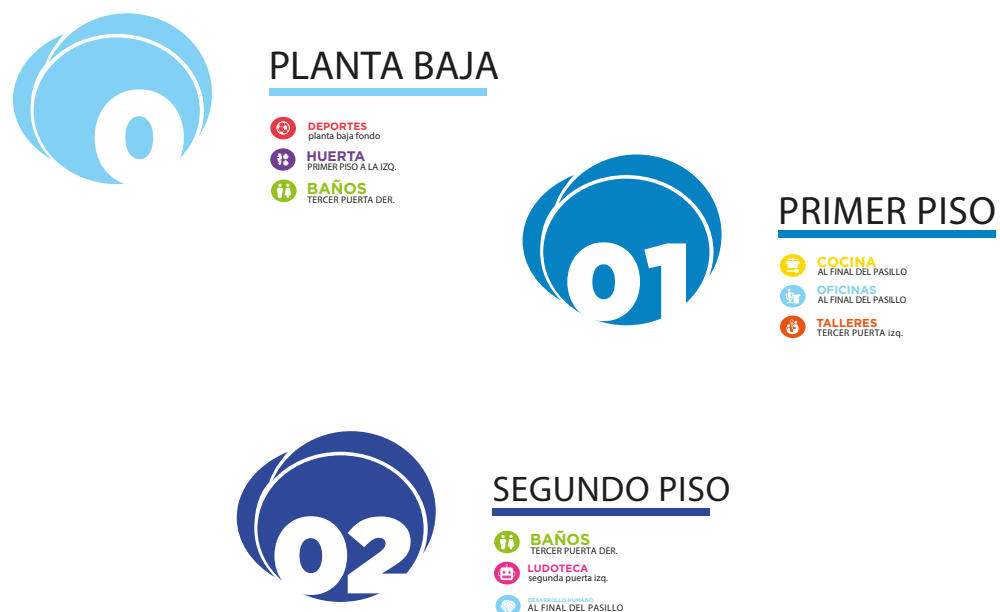 0
PLANTA BAJA
DEPORTES
planta baja fondo
HUERTA
PRIMER PISO A LA IZQ.
BAÑOS
TERCER PUERTA DER.
01
PRIMER PISO
COCINA
AL FINAL DEL PASILLO
OFICINAS
AL FINAL DEL PASILLO
TALLERES
TERCER PUERTA izq.
02
SEGUNDO PISO
BAÑOS
TERCER PUERTA DER.
LUDOTECA
segunda puerta izq.
DESARROLLO HUMANO
AL FINAL DEL PASILLO